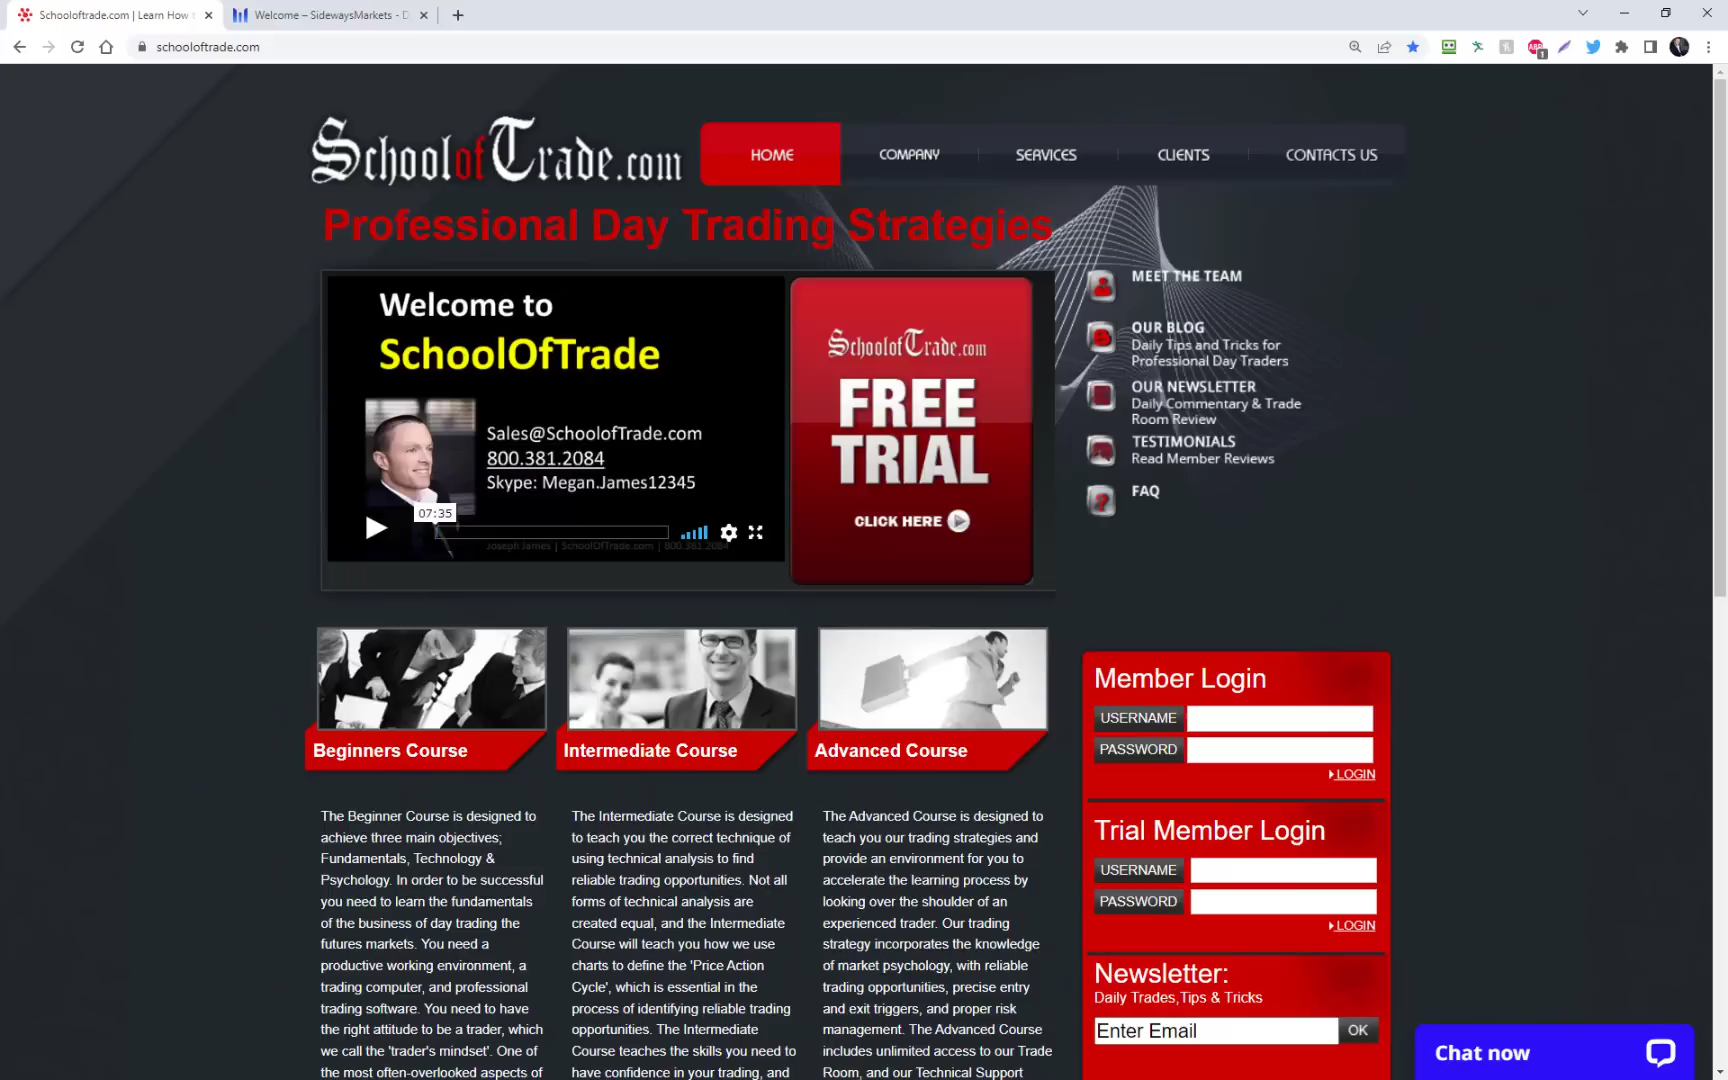 Schooloftrade.com | Learn How
Welcome – SidewaysMarkets - D
schooloftrade.com
ABP
1
SchoolofTrade.com
HOME
COMPANY
SERVICES
CLIENTS
CONTACTS US
Professional Day Trading Strategies
Welcome to
SchoolOfTrade
Sales@SchoolofTrade.com
800.381.2084
Skype: Megan.James12345
07:35
Joseph James | SchoolOfTrade.com | 800.381.2084
SchoolofTrade.com
FREE
TRIAL
CLICK HERE
MEET THE TEAM
OUR BLOG
Daily Tips and Tricks for
Professional Day Traders
OUR NEWSLETTER
Daily Commentary & Trade
Room Review
TESTIMONIALS
Read Member Reviews
FAQ
Beginners Course
The Beginner Course is designed to
achieve three main objectives;
Fundamentals, Technology &
Psychology. In order to be successful
you need to learn the fundamentals
of the business of day trading the
futures markets. You need a
productive working environment, a
trading computer, and professional
trading software. You need to have
the right attitude to be a trader, which
we call the 'trader's mindset'. One of
the most often-overlooked aspects of
Intermediate Course
The Intermediate Course is designed
to teach you the correct technique of
using technical analysis to find
reliable trading opportunities. Not all
forms of technical analysis are
created equal, and the Intermediate
Course will teach you how we use
charts to define the 'Price Action
Cycle', which is essential in the
process of identifying reliable trading
opportunities. The Intermediate
Course teaches the skills you need to
have confidence in your trading, and
Advanced Course
The Advanced Course is designed to
teach you our trading strategies and
provide an environment for you to
accelerate the learning process by
looking over the shoulder of an
experienced trader. Our trading
strategy incorporates the knowledge
of market psychology, with reliable
trading opportunities, precise entry
and exit triggers, and proper risk
management. The Advanced Course
includes unlimited access to our Trade
Room, and our Technical Support
Member Login
USERNAME
PASSWORD
LOGIN
Trial Member Login
USERNAME
PASSWORD
LOGIN
Newsletter:
Daily Trades,Tips & Tricks
Enter Email
OK
Chat now